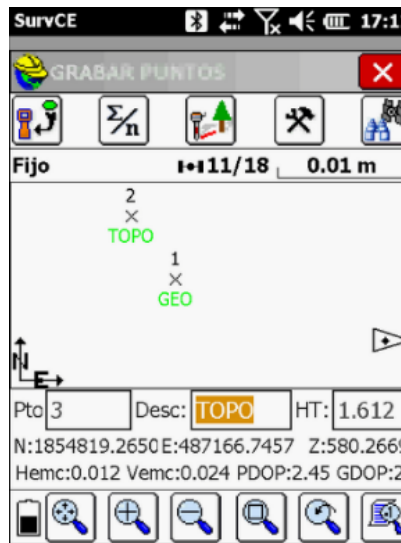 SurvCE 17:1
GRABAR PUNTOS
Σ/n
Fijo 11/18 0.01 m
2
TOPO
1
GEO
N
E
Pto 3 Desc: TOPO HT: 1.612
N:1854819.2650 E:487166.7457 Z:580.2669
Hemc:0.012 Vemc:0.024 PDOP:2.45 GDOP:2